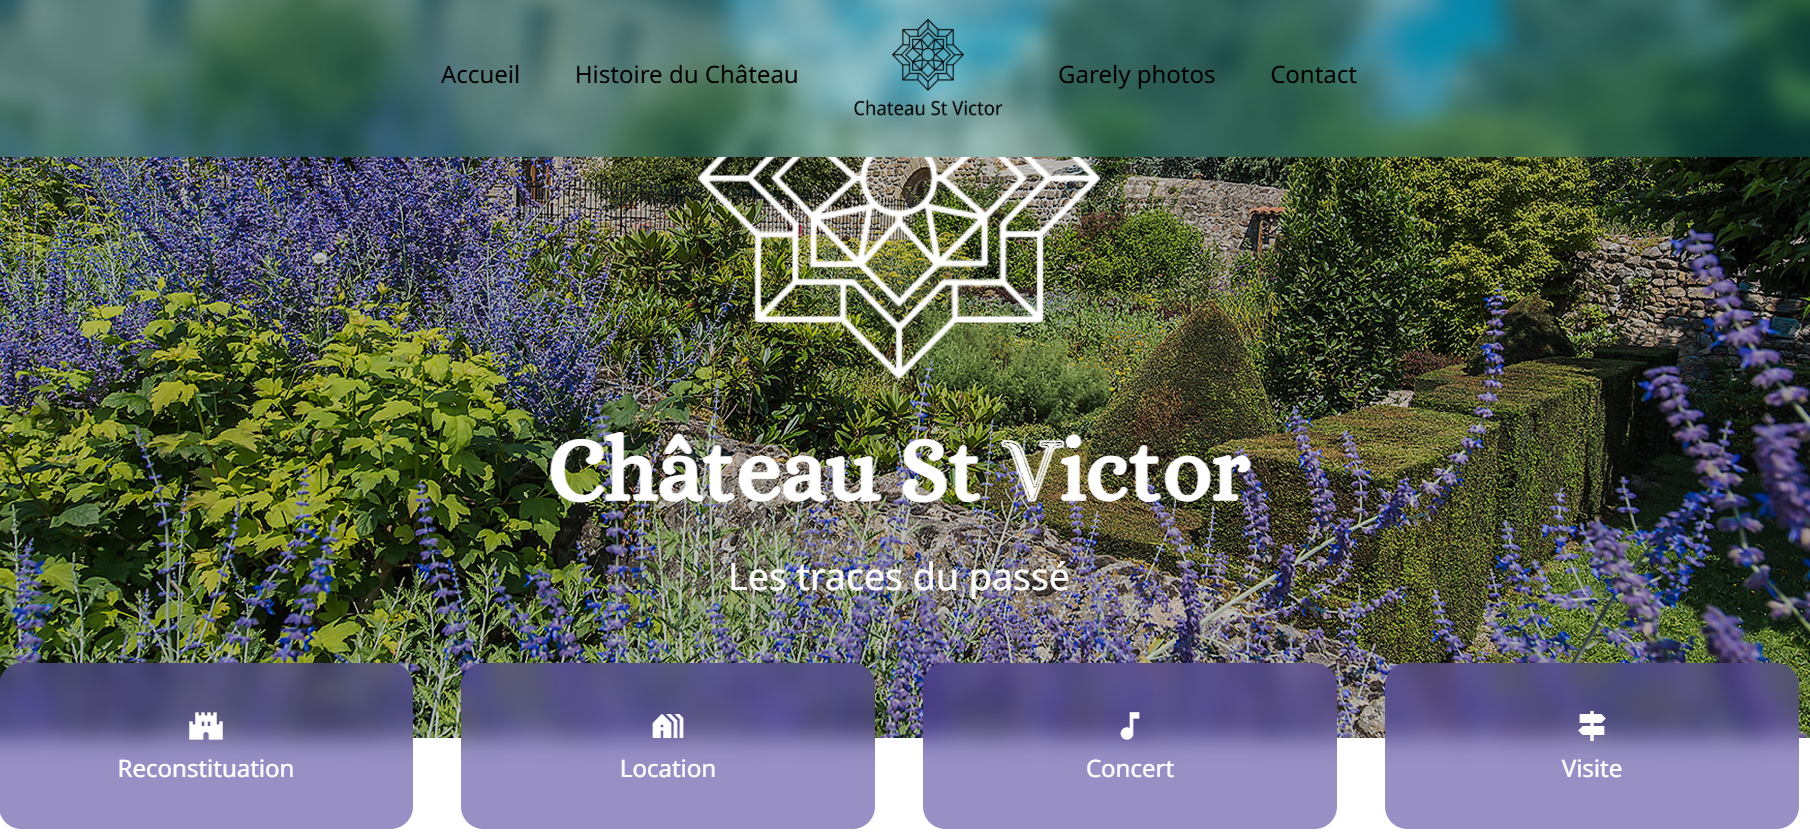 Accueil
Histoire du Château
Chateau St Victor
Garely photos
Contact
Château St Victor
Les traces du passé
Reconstituation
Location
Concert
Visite